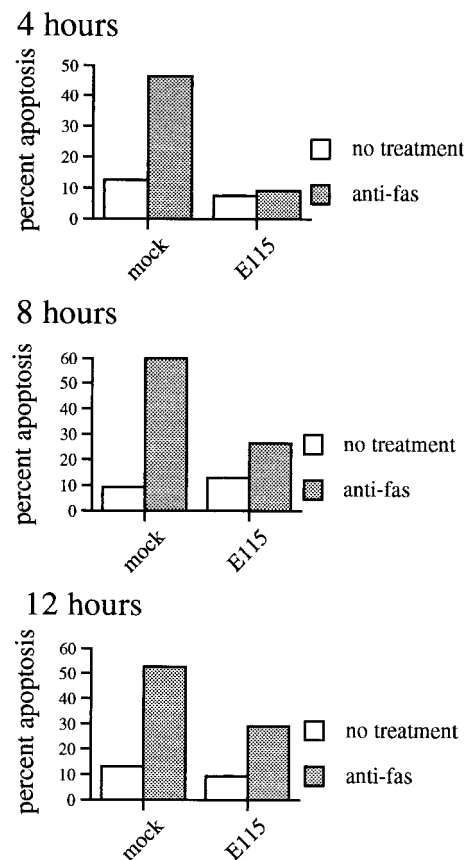 4 hours
percent apoptosis
50
40
30
20
10
0
mock
E115
no treatment
anti-fas
8 hours
percent apoptosis
60
50
40
30
20
10
0
mock
E115
no treatment
anti-fas
12 hours
percent apoptosis
60
50
40
30
20
10
0
mock
E115
no treatment
anti-fas